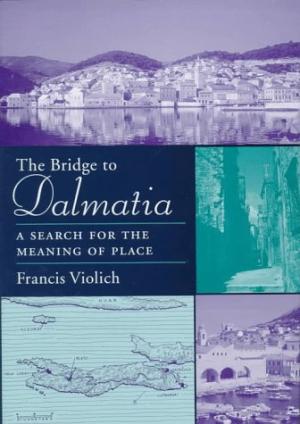 The Bridge to
Dalmatia
A SEARCH FOR THE
MEANING OF PLACE
Francis Violich